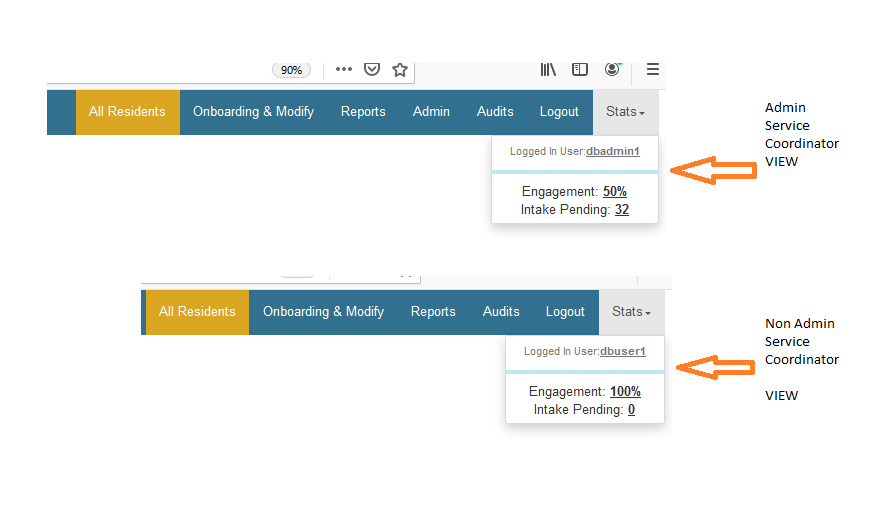 90%
All Residents Onboarding & Modify Reports Admin Audits Logout Stats
Logged In User:dbadmin1
Engagement: 50%
Intake Pending: 32
Admin
Service
Coordinator
VIEW
All Residents Onboarding & Modify Reports Audits Logout Stats
Logged In User:dbuser1
Engagement: 100%
Intake Pending: 0
Non Admin
Service
Coordinator
VIEW